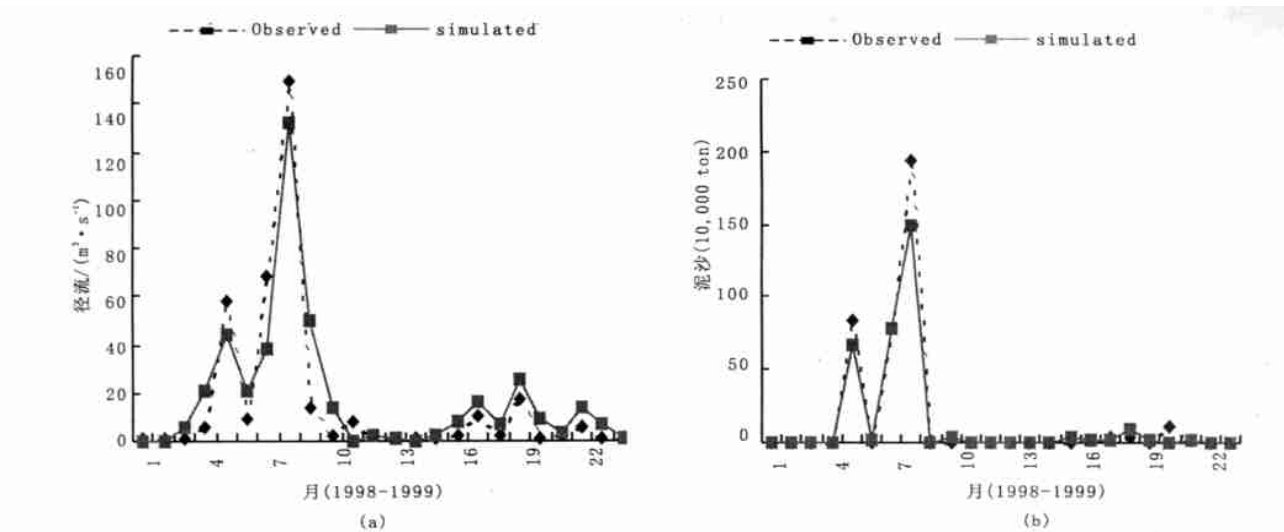 Observed simulated
160
140
120
100
80
60
40
20
0
径流/(m³·s⁻¹)
1 4 7 10 13 16 19 22
月(1998-1999)
(a)
Observed simulated
250
200
150
100
50
0
泥沙(10,000 ton)
1 4 7 10 13 16 19 22
月(1998-1999)
(b)